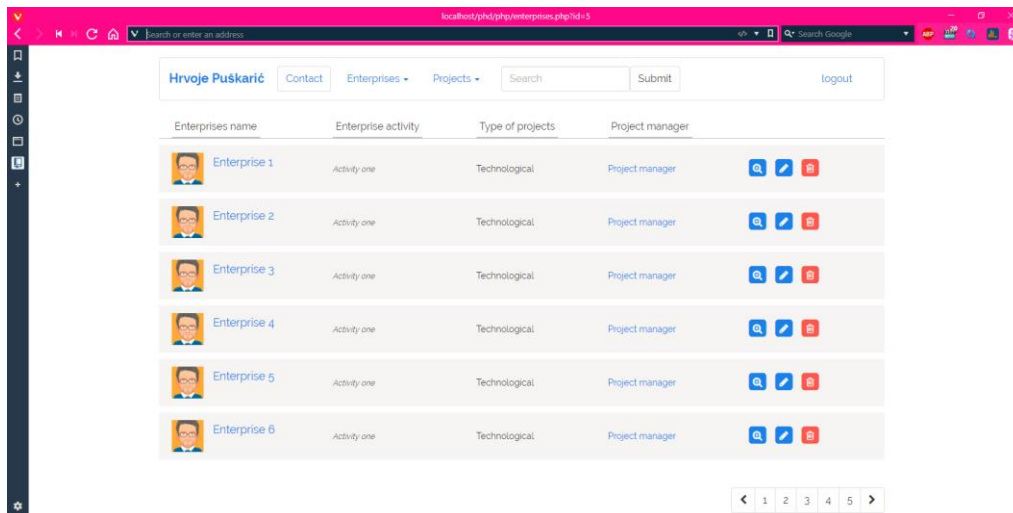 localhost/phd/php/enterprises.php?id=5
Search or enter an address
Search Google
ABP
Hrvoje Puškarić Contact Enterprises Projects Search Submit logout
Enterprises name Enterprise activity Type of projects Project manager
Enterprise 1 Activity one Technological Project manager
Enterprise 2 Activity one Technological Project manager
Enterprise 3 Activity one Technological Project manager
Enterprise 4 Activity one Technological Project manager
Enterprise 5 Activity one Technological Project manager
Enterprise 6 Activity one Technological Project manager
1 2 3 4 5